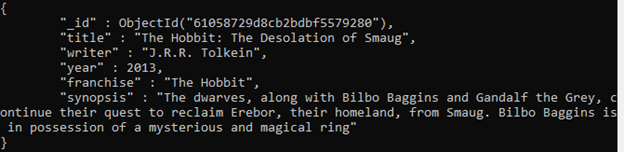 {
"_id" : ObjectId("61058729d8cb2bdbf5579280"),
"title" : "The Hobbit: The Desolation of Smaug",
"writer" : "J.R.R. Tolkein",
"year" : 2013,
"franchise" : "The Hobbit",
"synopsis" : "The dwarves, along with Bilbo Baggins and Gandalf the Grey, c
ontinue their quest to reclaim Erebor, their homeland, from Smaug. Bilbo Baggins is
in possession of a mysterious and magical ring"
}